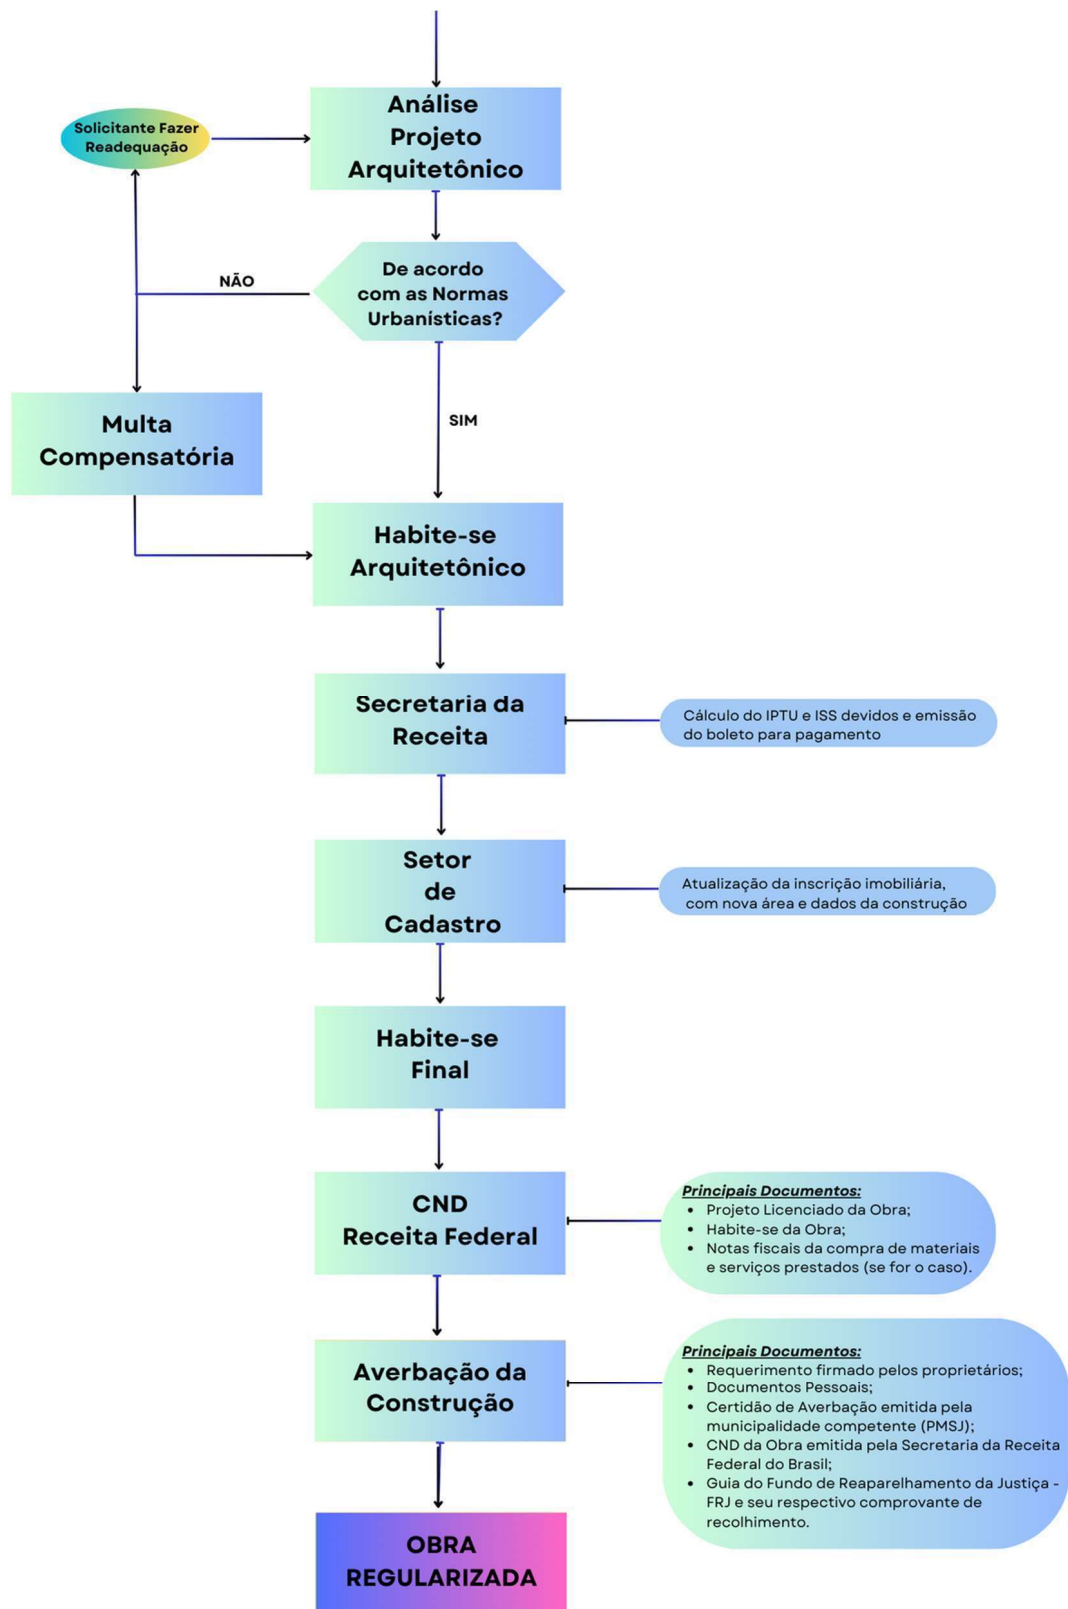 Análise
Projeto
Arquitetônico
Solicitante Fazer
Readequação
De acordo
com as Normas
Urbanísticas?
NÃO
SIM
Multa
Compensatória
Habite-se
Arquitetônico
Secretaria da
Receita
Cálculo do IPTU e ISS devidos e emissão
do boleto para pagamento
Setor
de
Cadastro
Atualização da inscrição imobiliária,
com nova área e dados da construção
Habite-se
Final
CND
Receita Federal
Principais Documentos:
• Projeto Licenciado da Obra;
• Habite-se da Obra;
• Notas fiscais da compra de materiais
e serviços prestados (se for o caso).
Averbação da
Construção
Principais Documentos:
• Requerimento firmado pelos proprietários;
• Documentos Pessoais;
• Certidão de Averbação emitida pela
municipalidade competente (PMSJ);
• CND da Obra emitida pela Secretaria da Receita
Federal do Brasil;
• Guia do Fundo de Reaparelhamento da Justiça -
FRJ e seu respectivo comprovante de
recolhimento.
OBRA
REGULARIZADA